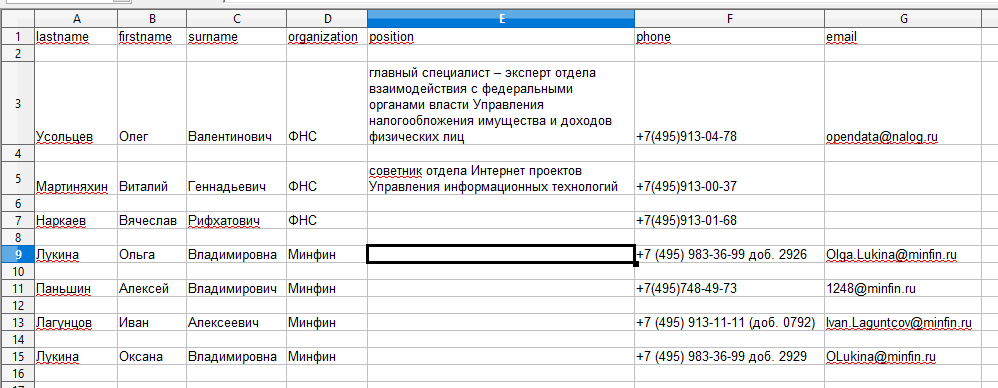 A B C D E F G
1 lastname firstname surname organization position phone email
2
3 Усольцев Олег Валентинович ФНС главный специалист – эксперт отдела
взаимодействия с федеральными
органами власти Управления
налогообложения имущества и доходов
физических лиц +7(495)913-04-78 opendata@nalog.ru
4
5 Мартиняхин Виталий Геннадьевич ФНС советник отдела Интернет проектов
Управления информационных технологий +7(495)913-00-37
6
7 Наркаев Вячеслав Рифхатович ФНС +7(495)913-01-68
8
9 Лукина Ольга Владимировна Минфин +7 (495) 983-36-99 доб. 2926 Olga.Lukina@minfin.ru
10
11 Паньшин Алексей Владимирович Минфин +7(495)748-49-73 1248@minfin.ru
12
13 Лагунцов Иван Алексеевич Минфин +7 (495) 913-11-11 (доб. 0792) Ivan.Laguntcov@minfin.ru
14
15 Лукина Оксана Владимировна Минфин +7 (495) 983-36-99 доб. 2929 OLukina@minfin.ru
16